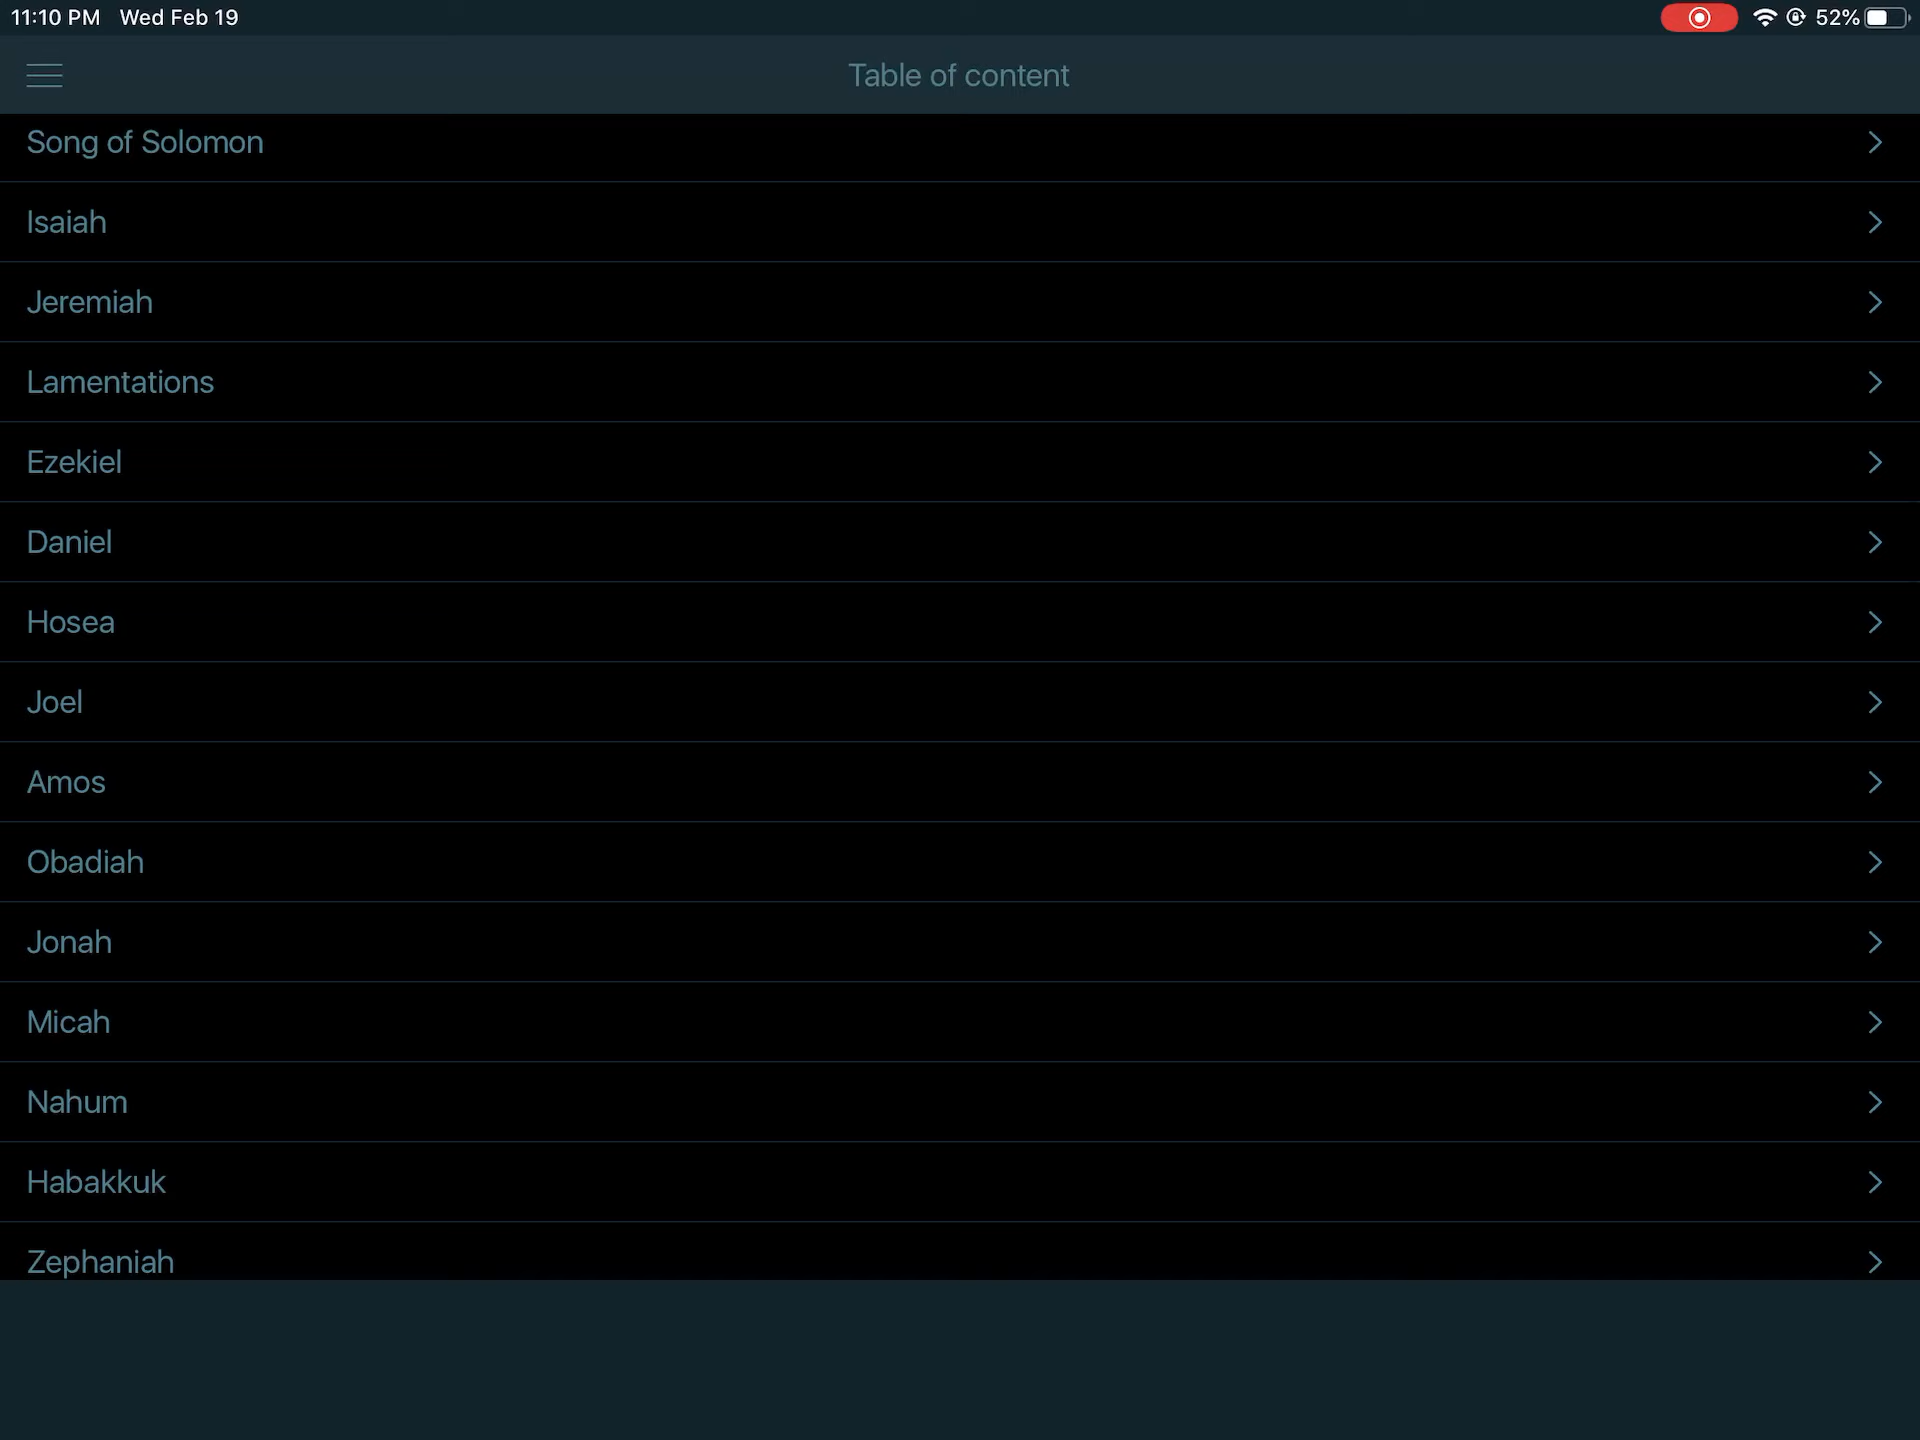 11:10 PM Wed Feb 19 52%
Table of content
Song of Solomon
Isaiah
Jeremiah
Lamentations
Ezekiel
Daniel
Hosea
Joel
Amos
Obadiah
Jonah
Micah
Nahum
Habakkuk
Zephaniah